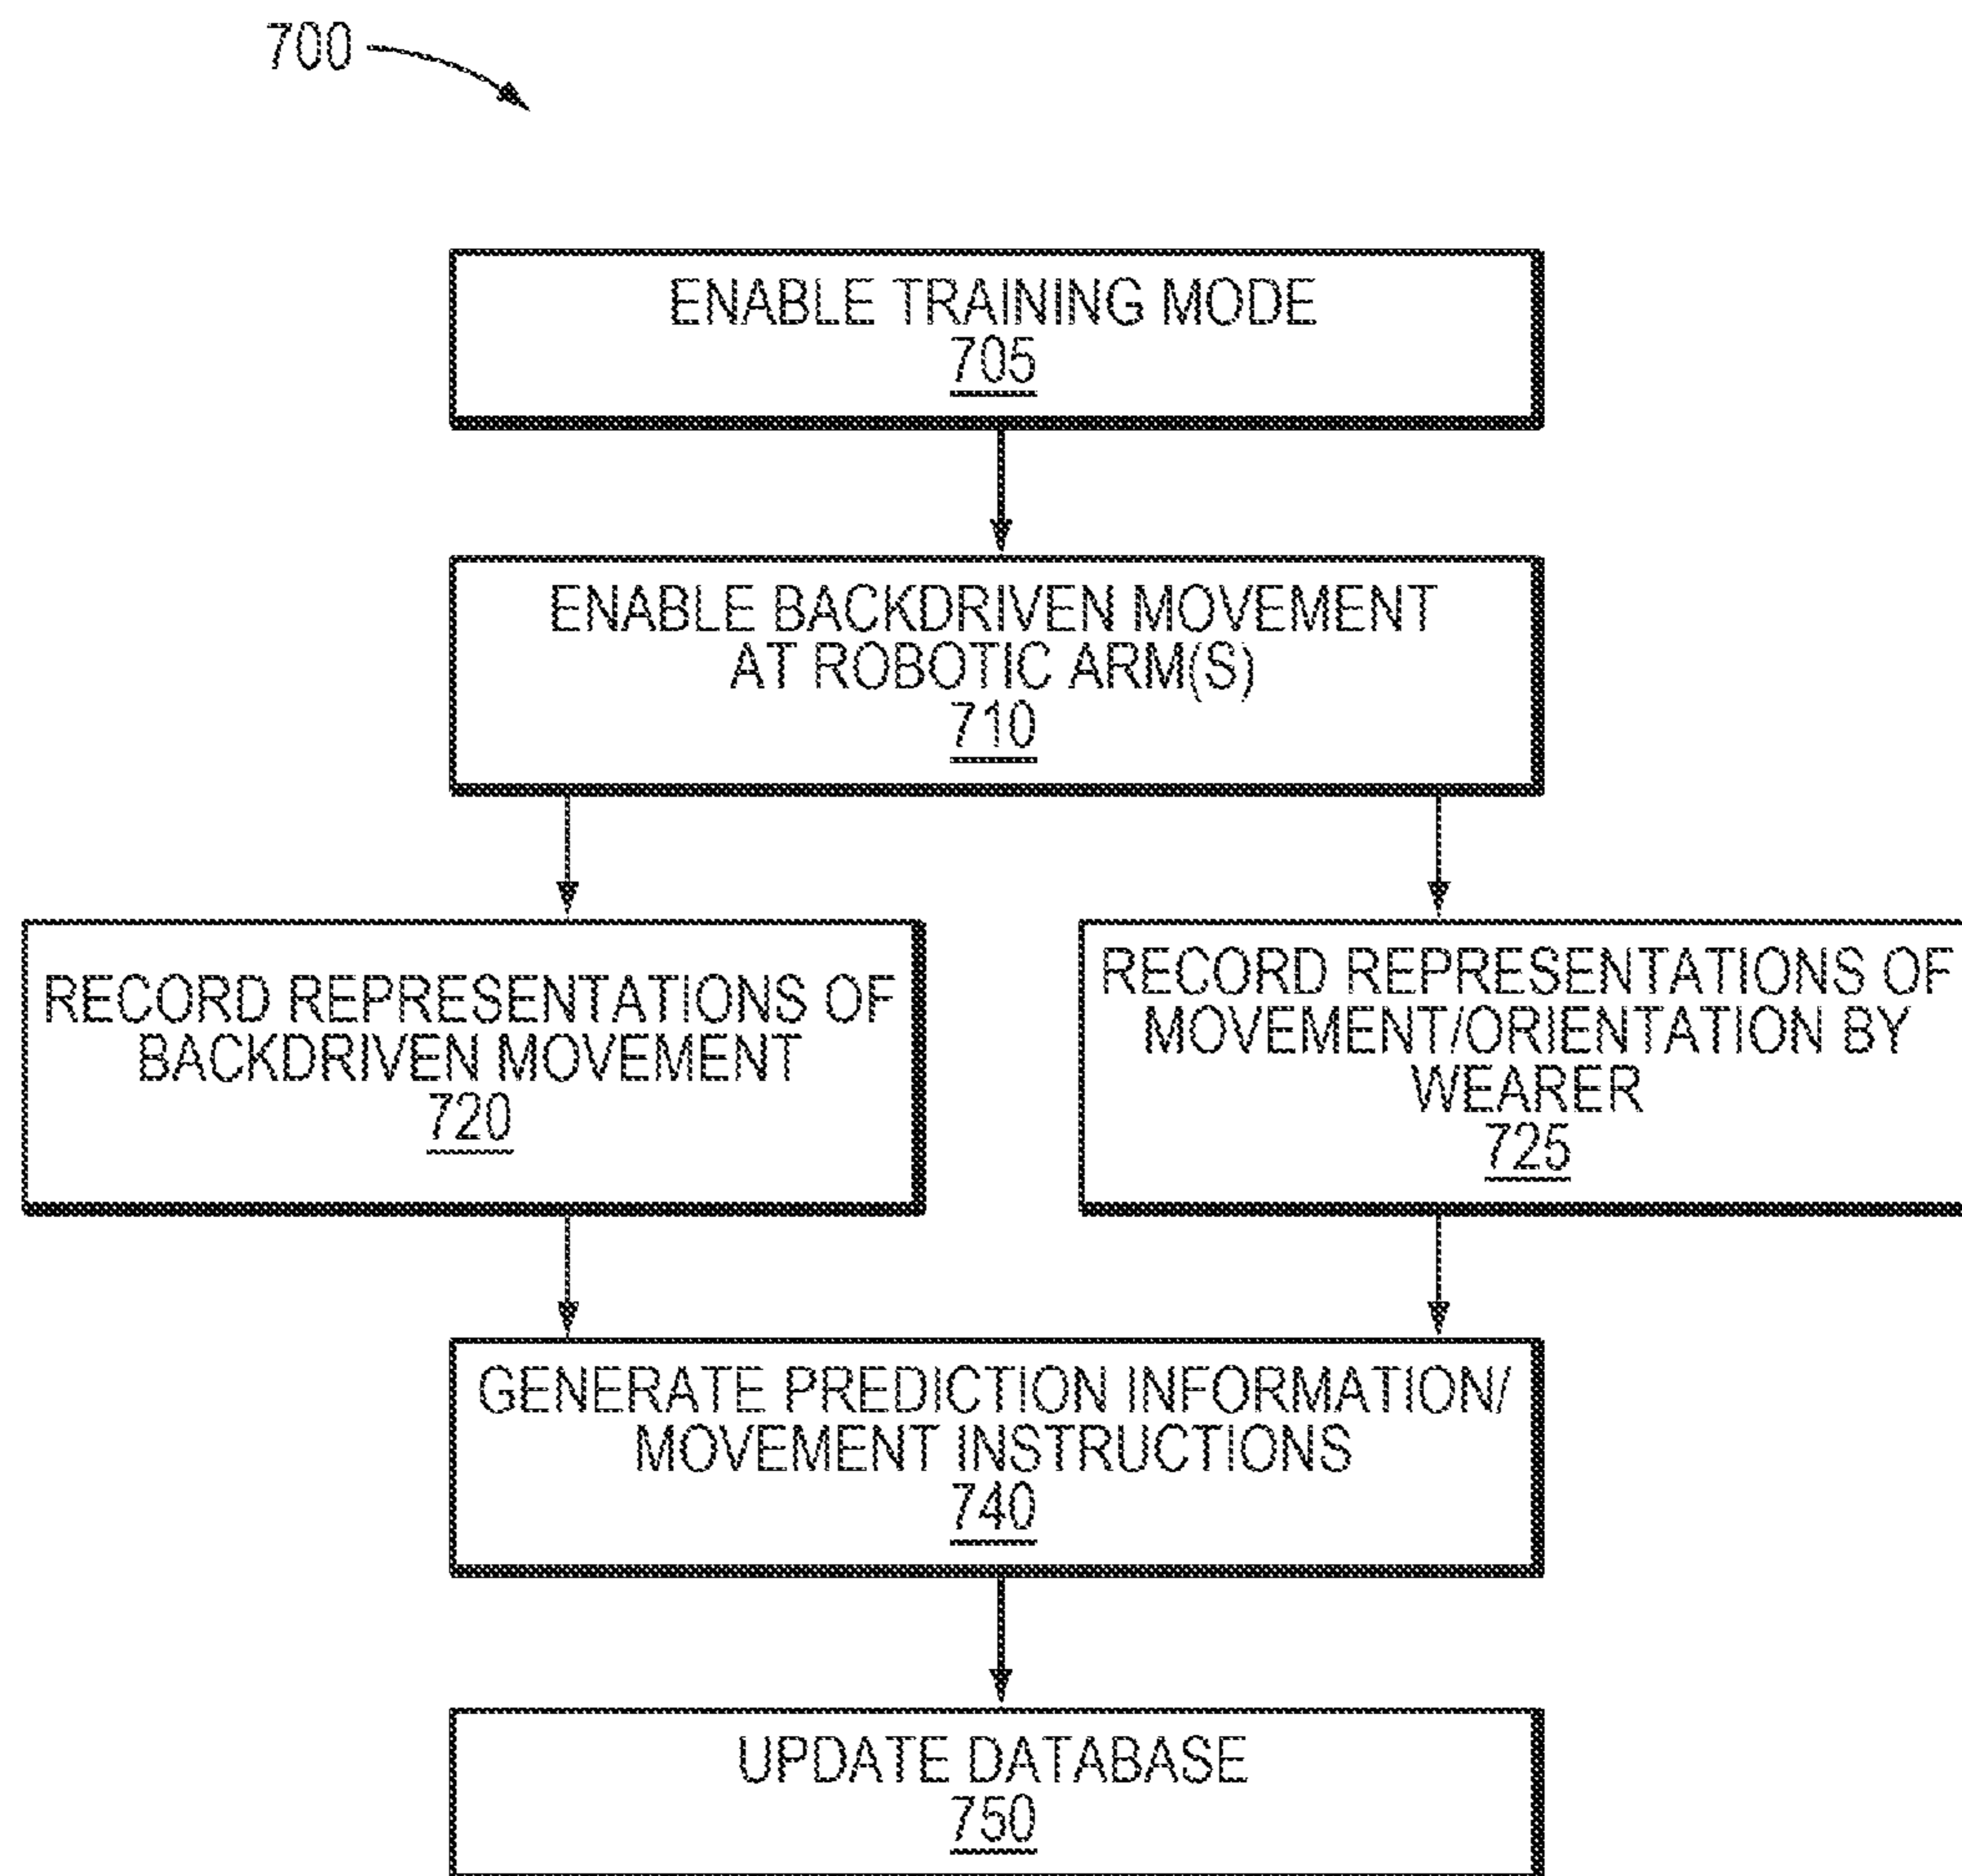 700
ENABLE TRAINING MODE
705
ENABLE BACKDRIVEN MOVEMENT
AT ROBOTIC ARM(S)
710
RECORD REPRESENTATIONS OF
BACKDRIVEN MOVEMENT
720
RECORD REPRESENTATIONS OF
MOVEMENT/ORIENTATION BY
WEARER
725
GENERATE PREDICTION INFORMATION/
MOVEMENT INSTRUCTIONS
740
UPDATE DATABASE
750